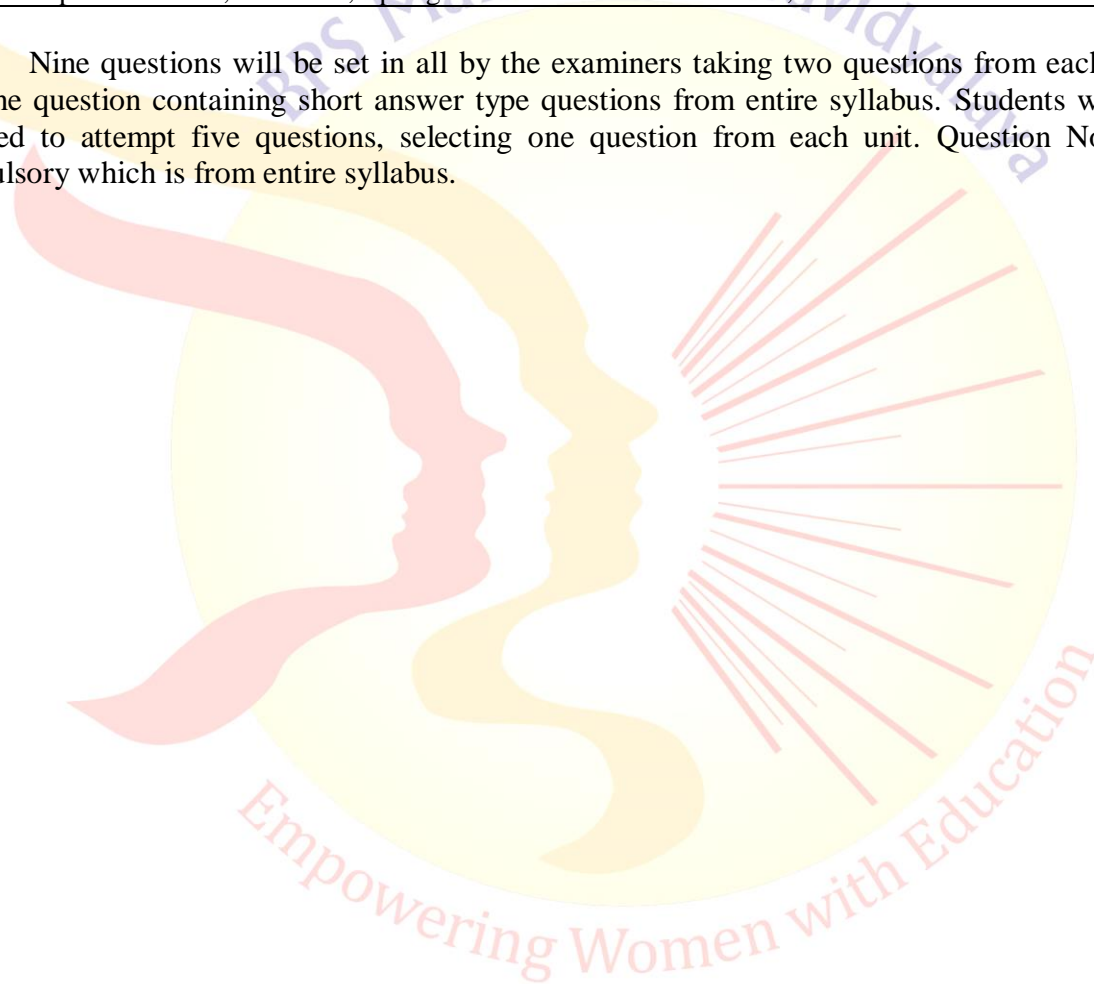 Nine questions will be set in all by the examiners taking two questions from each
ne question containing short answer type questions from entire syllabus. Students w
ed to attempt five questions, selecting one question from each unit. Question No
ulsory which is from entire syllabus.
BPS
Empowering Women with Education